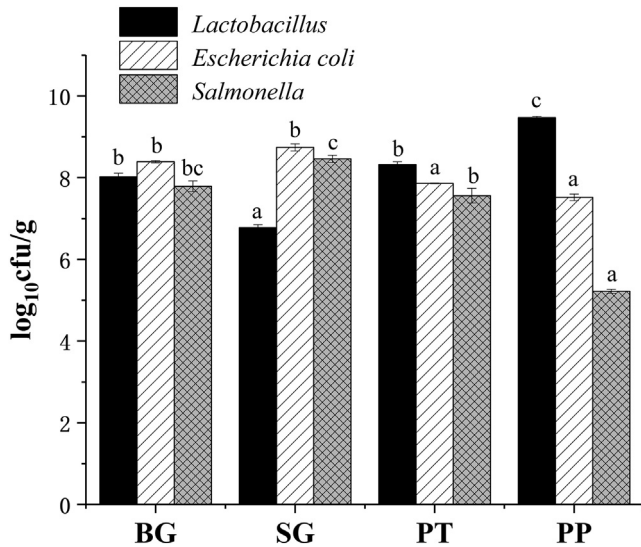 Lactobacillus
Escherichia coli
Salmonella
log₁₀cfu/g
10
8
6
4
2
0
b b bc
a b c
b a b
c a a
BG SG PT PP